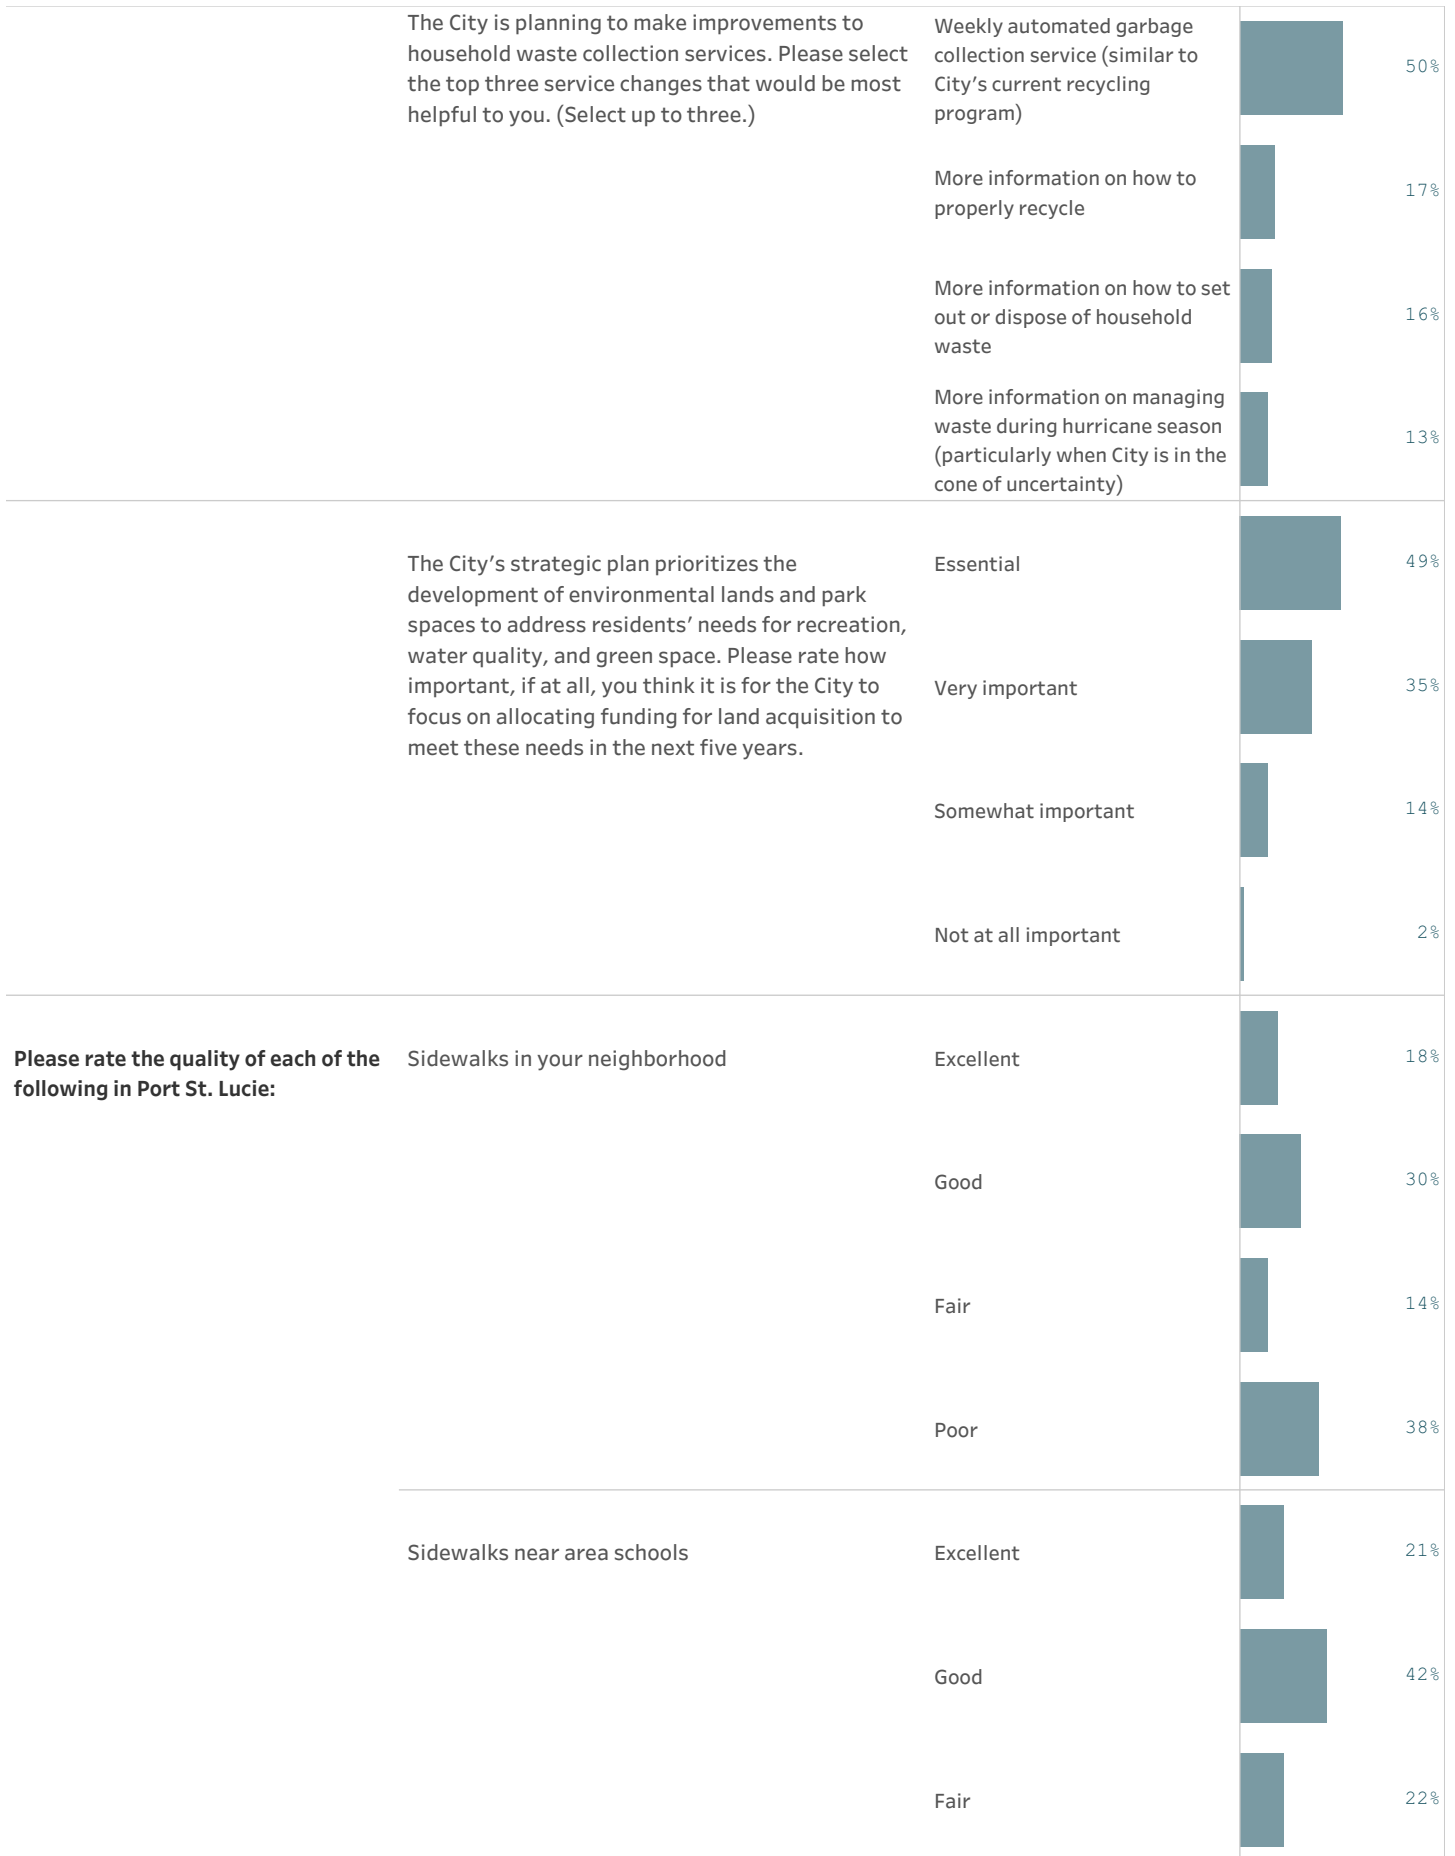 The City is planning to make improvements to
household waste collection services. Please select
the top three service changes that would be most
helpful to you. (Select up to three.)
Weekly automated garbage
collection service (similar to
City's current recycling
program)
50%
More information on how to
properly recycle
17%
More information on how to set
out or dispose of household
waste
16%
More information on managing
waste during hurricane season
(particularly when City is in the
cone of uncertainty)
13%
The City’s strategic plan prioritizes the
development of environmental lands and park
spaces to address residents’ needs for recreation,
water quality, and green space. Please rate how
important, if at all, you think it is for the City to
focus on allocating funding for land acquisition to
meet these needs in the next five years.
Essential
49%
Very important
35%
Somewhat important
14%
Not at all important
2%
Please rate the quality of each of the
following in Port St. Lucie:
Sidewalks in your neighborhood
Excellent
18%
Good
30%
Fair
14%
Poor
38%
Sidewalks near area schools
Excellent
21%
Good
42%
Fair
22%